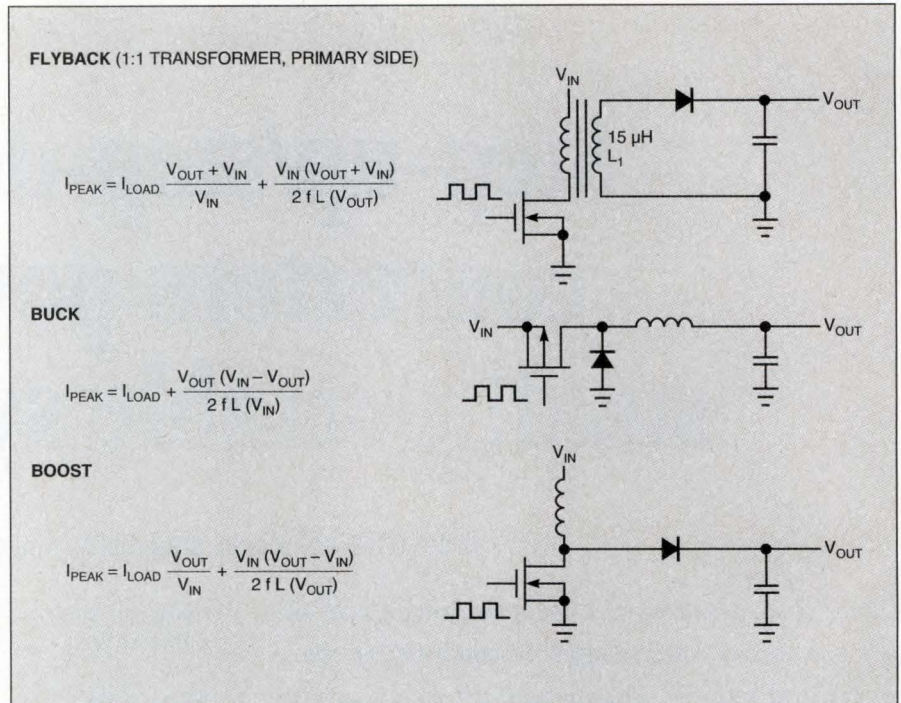 FLYBACK (1:1 TRANSFORMER, PRIMARY SIDE)
I_PEAK = I_LOAD (V_OUT + V_IN)/V_IN + V_IN (V_OUT + V_IN)/(2 f L (V_OUT))
V_IN
15 µH
L_1
V_OUT
BUCK
I_PEAK = I_LOAD + V_OUT (V_IN – V_OUT)/(2 f L (V_IN))
V_IN
V_OUT
BOOST
I_PEAK = I_LOAD V_OUT/V_IN + V_IN (V_OUT – V_IN)/(2 f L (V_OUT))
V_IN
V_OUT